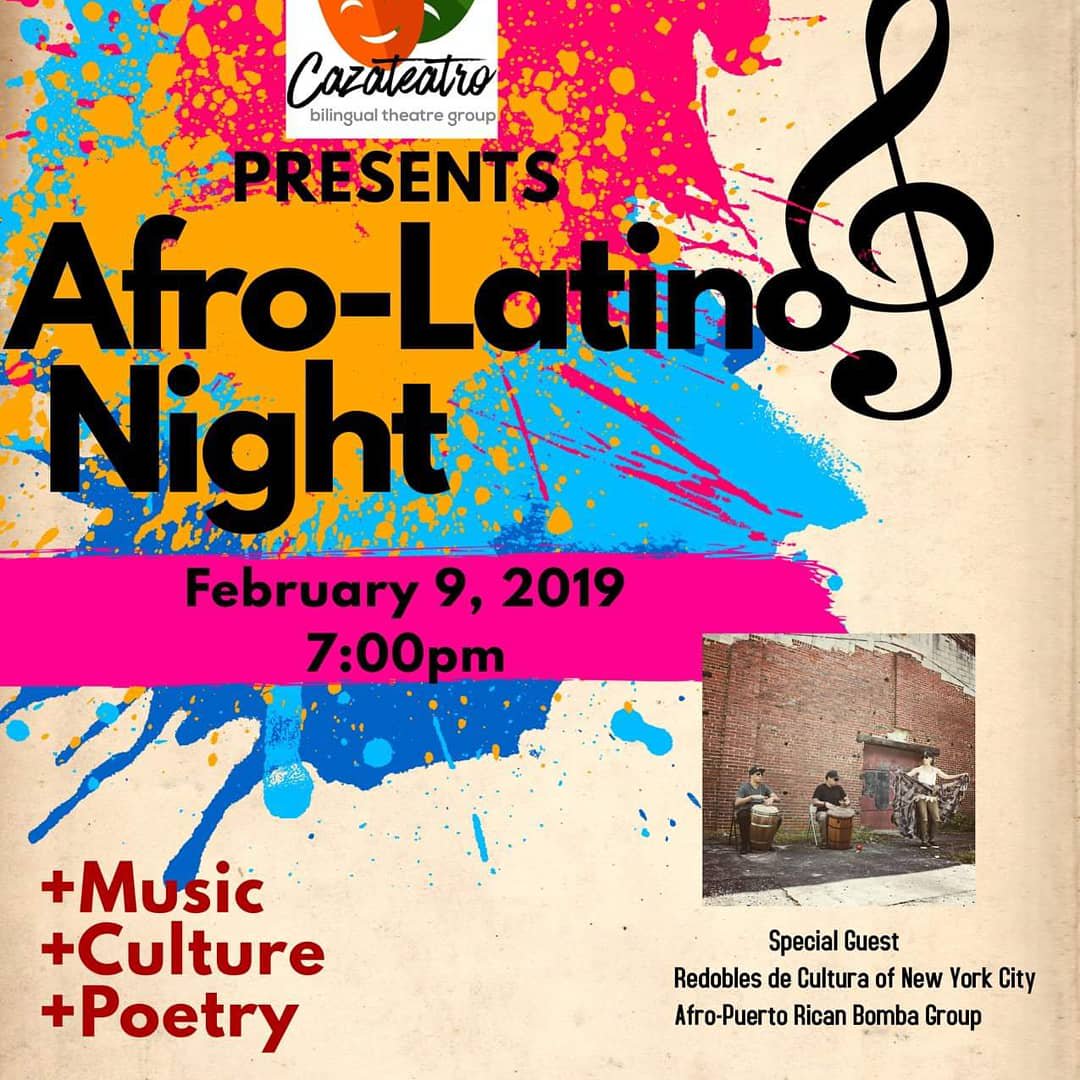 Cazateatro
bilingual theatre group
PRESENTS
Afro-Latino
Night
February 9, 2019
7:00pm
+Music
+Culture
+Poetry
Special Guest
Redobles de Cultura of New York City
Afro-Puerto Rican Bomba Group